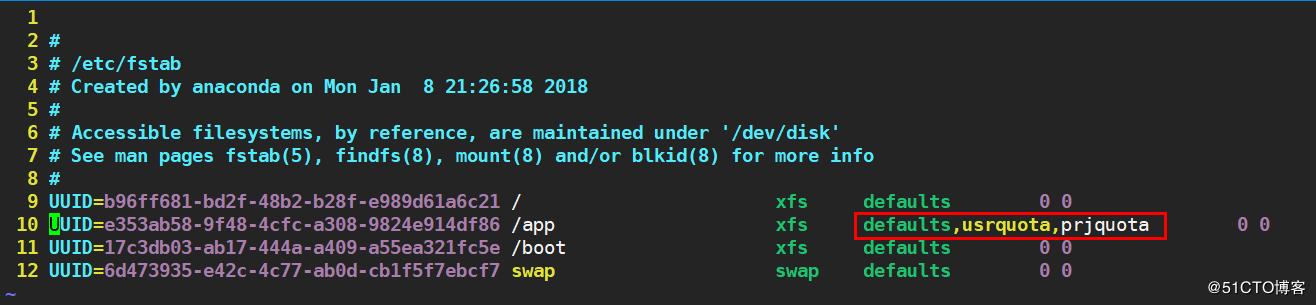 1
2 #
3 # /etc/fstab
4 # Created by anaconda on Mon Jan  8 21:26:58 2018
5 #
6 # Accessible filesystems, by reference, are maintained under '/dev/disk'
7 # See man pages fstab(5), findfs(8), mount(8) and/or blkid(8) for more info
8 #
9 UUID=b96ff681-bd2f-48b2-b28f-e989d61a6c21 /                       xfs     defaults        0 0
10 UUID=e353ab58-9f48-4cfc-a308-9824e914df86 /app                    xfs     defaults,usrquota,prjquota        0 0
11 UUID=17c3db03-ab17-444a-a409-a55ea321fc5e /boot                   xfs     defaults        0 0
12 UUID=6d473935-e42c-4c77-ab0d-cb1f5f7ebcf7 swap                    swap    defaults        0 0
~
@51CTO博客